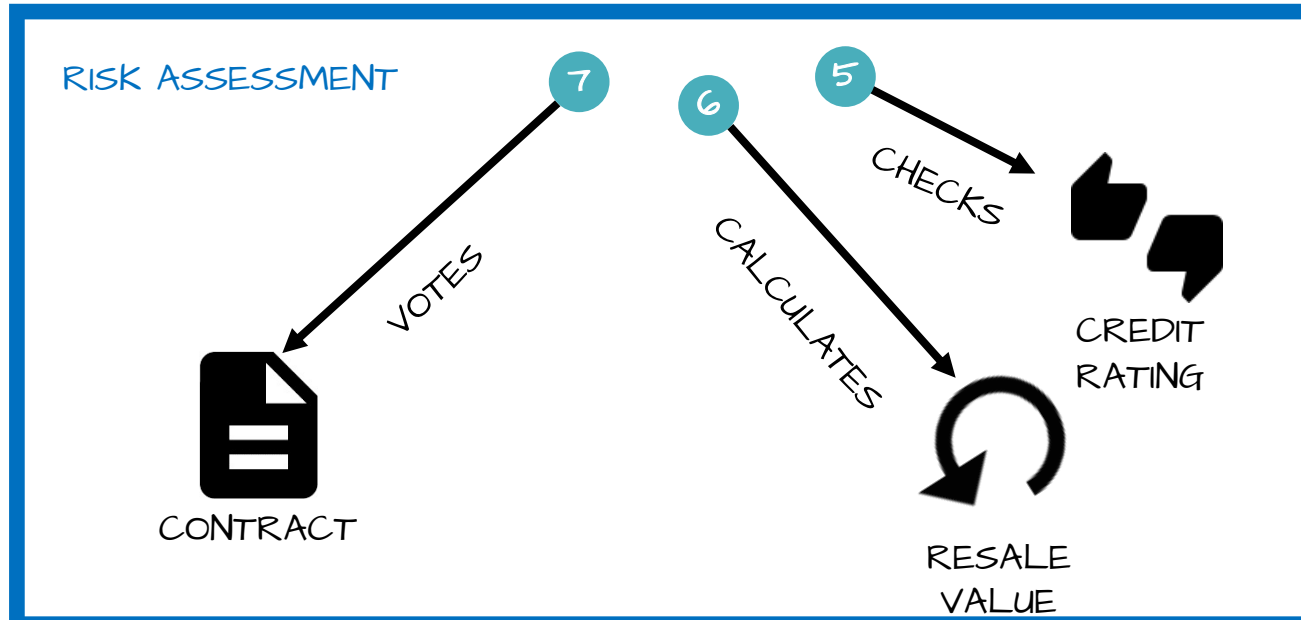 RISK ASSESSMENT
7
6
5
CHECKS
VOTES
CALCULATES
CREDIT
RATING
CONTRACT
RESALE
VALUE